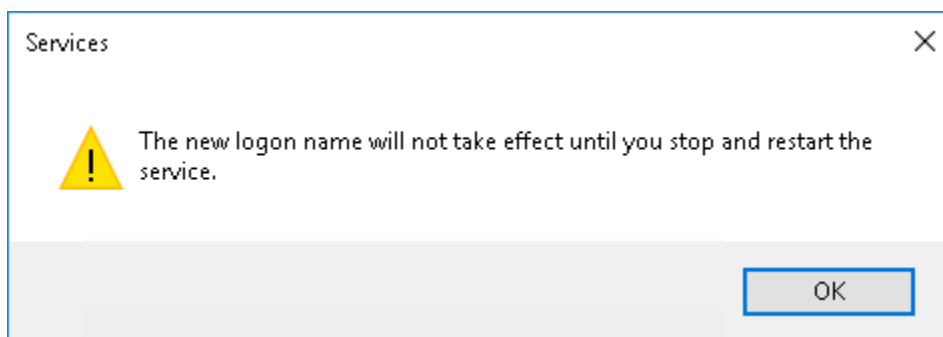 Services
The new logon name will not take effect until you stop and restart the
service.
OK